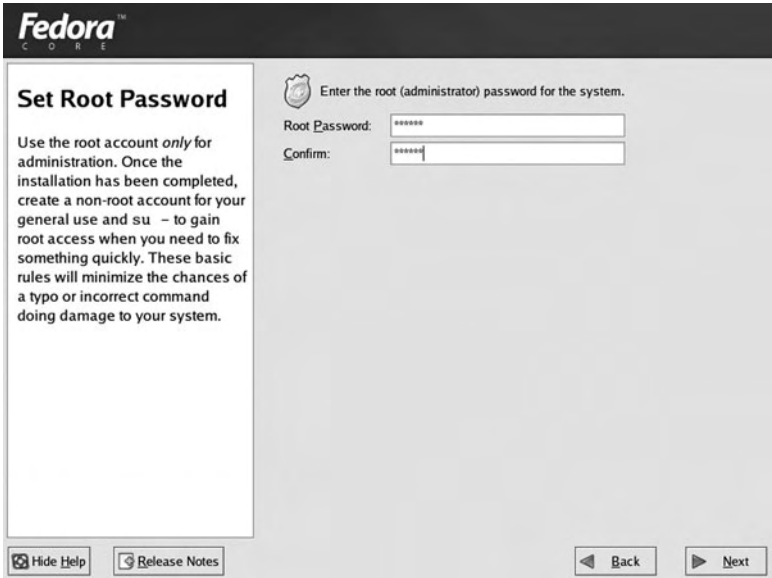 Fedora™
CORE
Set Root Password
Use the root account only for
administration. Once the
installation has been completed,
create a non-root account for your
general use and su - to gain
root access when you need to fix
something quickly. These basic
rules will minimize the chances of
a typo or incorrect command
doing damage to your system.
Enter the root (administrator) password for the system.
Root Password: ******
Confirm: ******
Hide Help
Release Notes
Back
Next